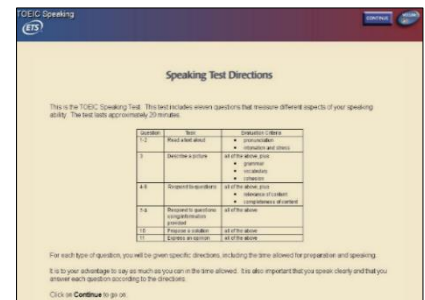 TOEIC Speaking
CONTINUE
VOLUME
ETS
Speaking Test Directions
This is the TOEIC Speaking Test. This test includes eleven questions that measure different aspects of your speaking
ability. The test lasts approximately 20 minutes.
Question Task Evaluation Criteria
1-2 Read a text aloud • pronunciation
• intonation and stress
3 Describe a picture all of the above, plus
• grammar
• vocabulary
• cohesion
4-6 Respond to questions all of the above, plus
• relevance of content
• completeness of content
7-9 Respond to questions all of the above
using information
provided
10 Propose a solution all of the above
11 Express an opinion all of the above
For each type of question, you will be given specific directions, including the time allowed for preparation and speaking.
It is to your advantage to say as much as you can in the time allowed. It is also important that you speak clearly and that you
answer each question according to the directions.
Click on Continue to go on.